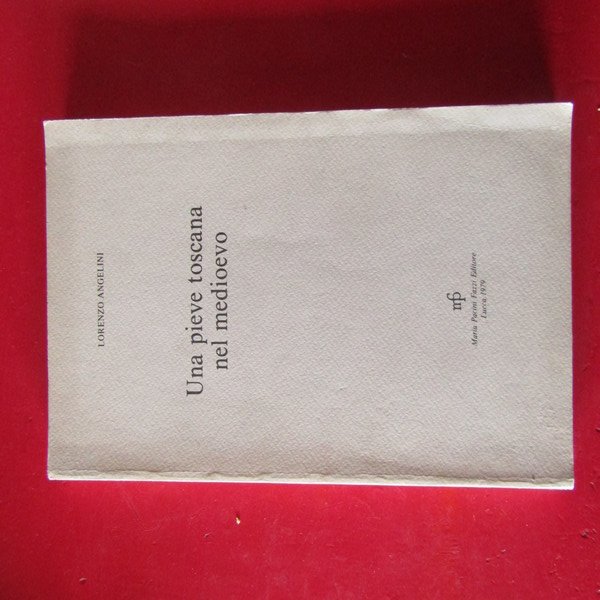 LORENZO ANGELINI
Una pieve toscana
nel medioevo
mpf
Maria Pacini Fazzi Editore
Lucca 1979